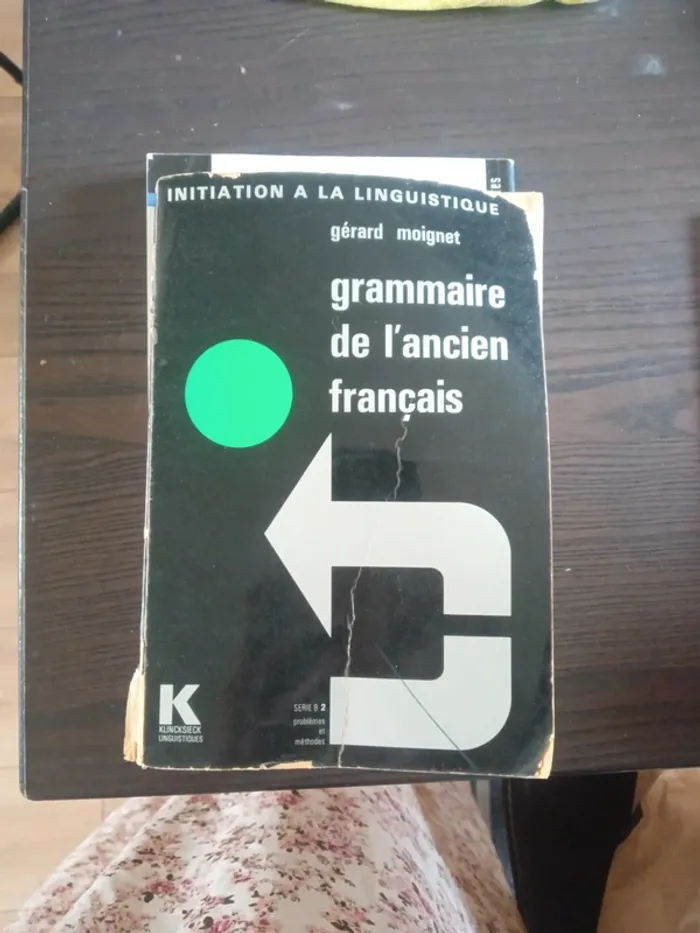 INITIATION A LA LINGUISTIQUE
gérard moignet
grammaire
de l'ancien
français
K
KLINCKSIECK
LINGUISTIQUES
SERIE B 2
problèmes
et
méthodes